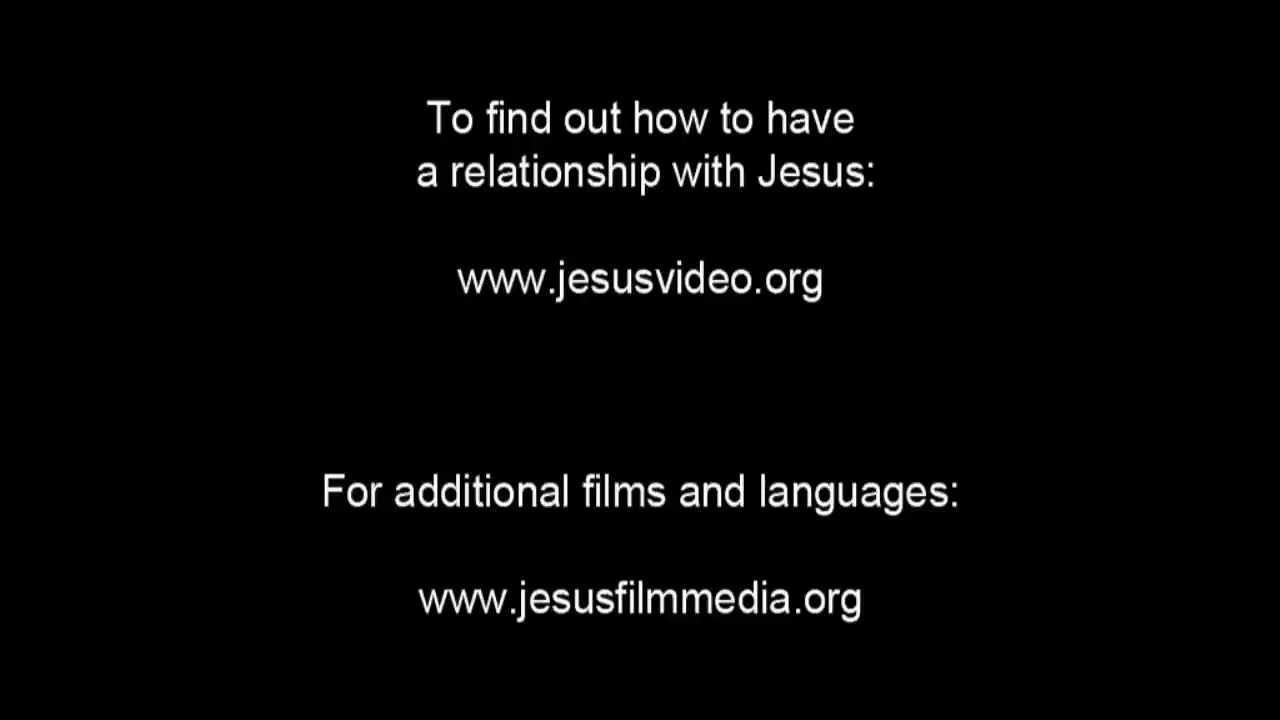 To find out how to have
a relationship with Jesus:
www.jesusvideo.org
For additional films and languages:
www.jesusfilmmedia.org